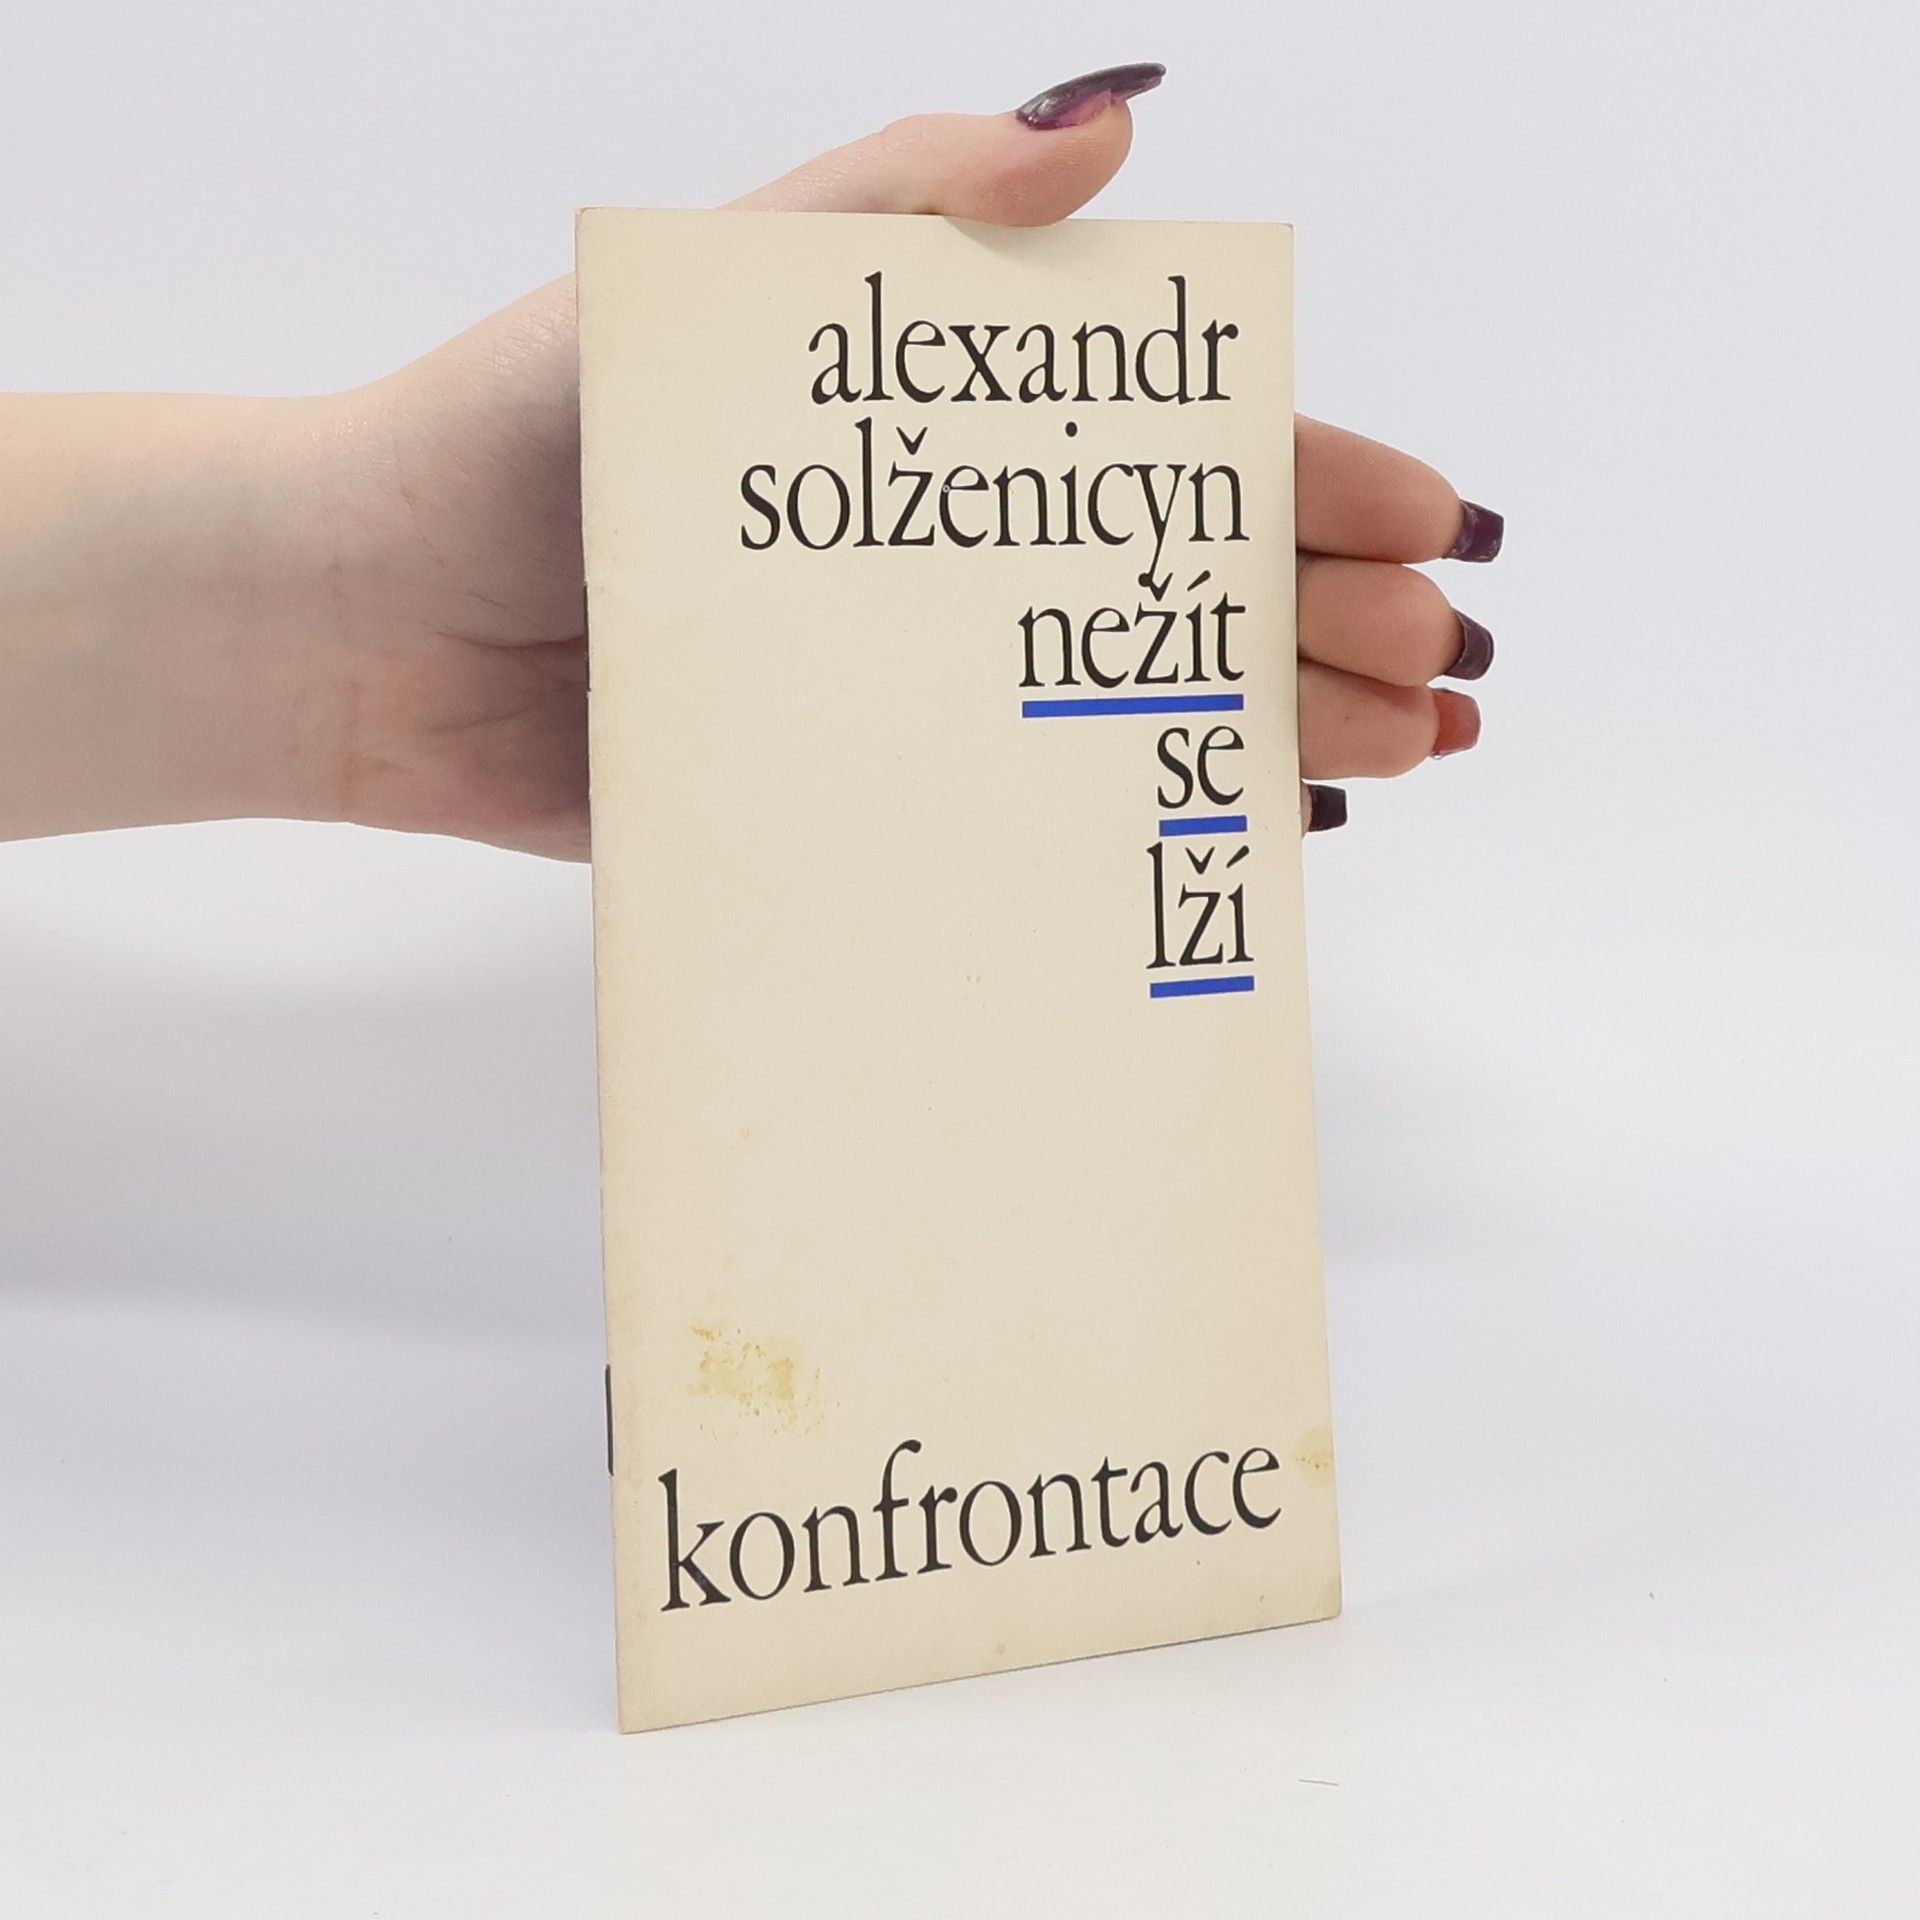 alexandr
solženicyn
nežít
se
lží
konfrontace